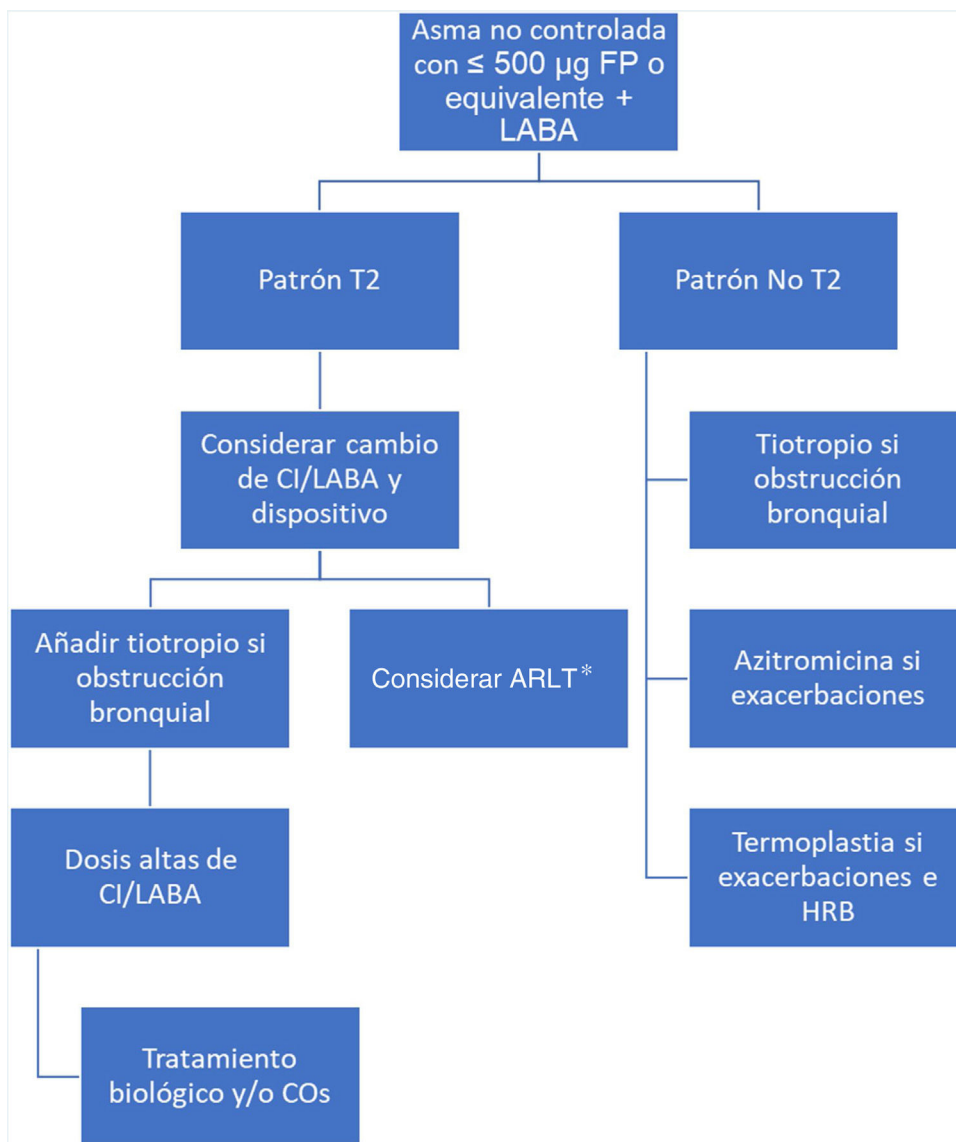 Asma no controlada
con ≤ 500 µg FP o
equivalente +
LABA
Patrón T2
Patrón No T2
Considerar cambio
de CI/LABA y
dispositivo
Tiotropio si
obstrucción
bronquial
Añadir tiotropio si
obstrucción
bronquial
Considerar ARLT*
Azitromicina si
exacerbaciones
Dosis altas de
CI/LABA
Termoplastia si
exacerbaciones e
HRB
Tratamiento
biológico y/o COs